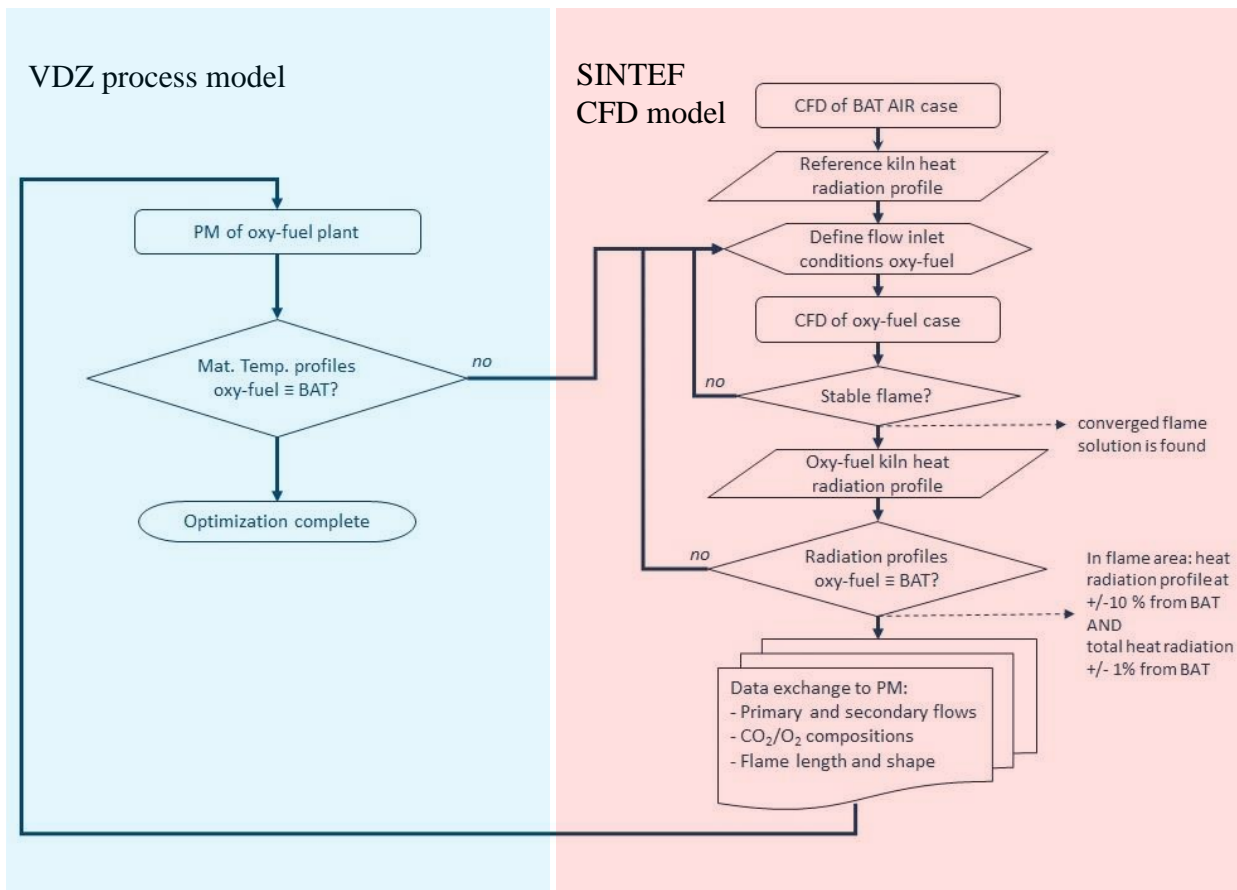 VDZ process model
PM of oxy-fuel plant
Mat. Temp. profiles
oxy-fuel ≡ BAT?
no
Optimization complete
SINTEF
CFD model
CFD of BAT AIR case
Reference kiln heat
radiation profile
Define flow inlet
conditions oxy-fuel
CFD of oxy-fuel case
no
Stable flame?
converged flame
solution is found
Oxy-fuel kiln heat
radiation profile
no
Radiation profiles
oxy-fuel ≡ BAT?
In flame area: heat
radiation profile at
+/-10 % from BAT
AND
total heat radiation
+/- 1% from BAT
Data exchange to PM:
- Primary and secondary flows
- CO₂/O₂ compositions
- Flame length and shape